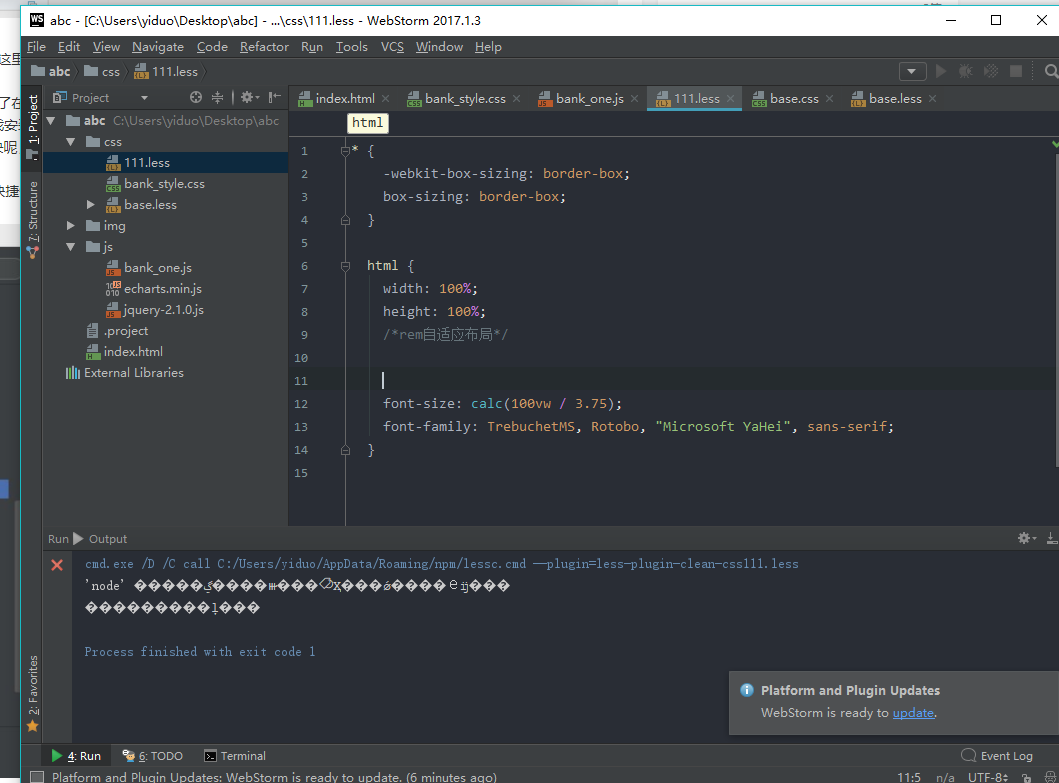 abc - [C:\Users\yiduo\Desktop\abc] - ...\css\111.less - WebStorm 2017.1.3
File Edit View Navigate Code Refactor Run Tools VCS Window Help
abc css 111.less
Project
index.html bank_style.css bank_one.js 111.less base.css base.less
html
1: Project
7: Structure
2: Favorites
abc C:\Users\yiduo\Desktop\abc
css
111.less
bank_style.css
base.less
img
js
bank_one.js
echarts.min.js
jquery-2.1.0.js
.project
index.html
External Libraries
1 * {
2 -webkit-box-sizing: border-box;
3 box-sizing: border-box;
4 }
5
6 html {
7 width: 100%;
8 height: 100%;
9 /*rem自适应布局*/
10
11
12 font-size: calc(100vw / 3.75);
13 font-family: TrebuchetMS, Rotobo, "Microsoft YaHei", sans-serif;
14 }
15
Run Output
cmd.exe /D /C call C:/Users/yiduo/AppData/Roaming/npm/lessc.cmd --plugin=less-plugin-clean-css111.less
'node'
Process finished with exit code 1
Platform and Plugin Updates
WebStorm is ready to update.
4: Run 6: TODO Terminal Event Log
Platform and Plugin Updates: WebStorm is ready to update. (6 minutes ago) 11:5 n/a UTF-8